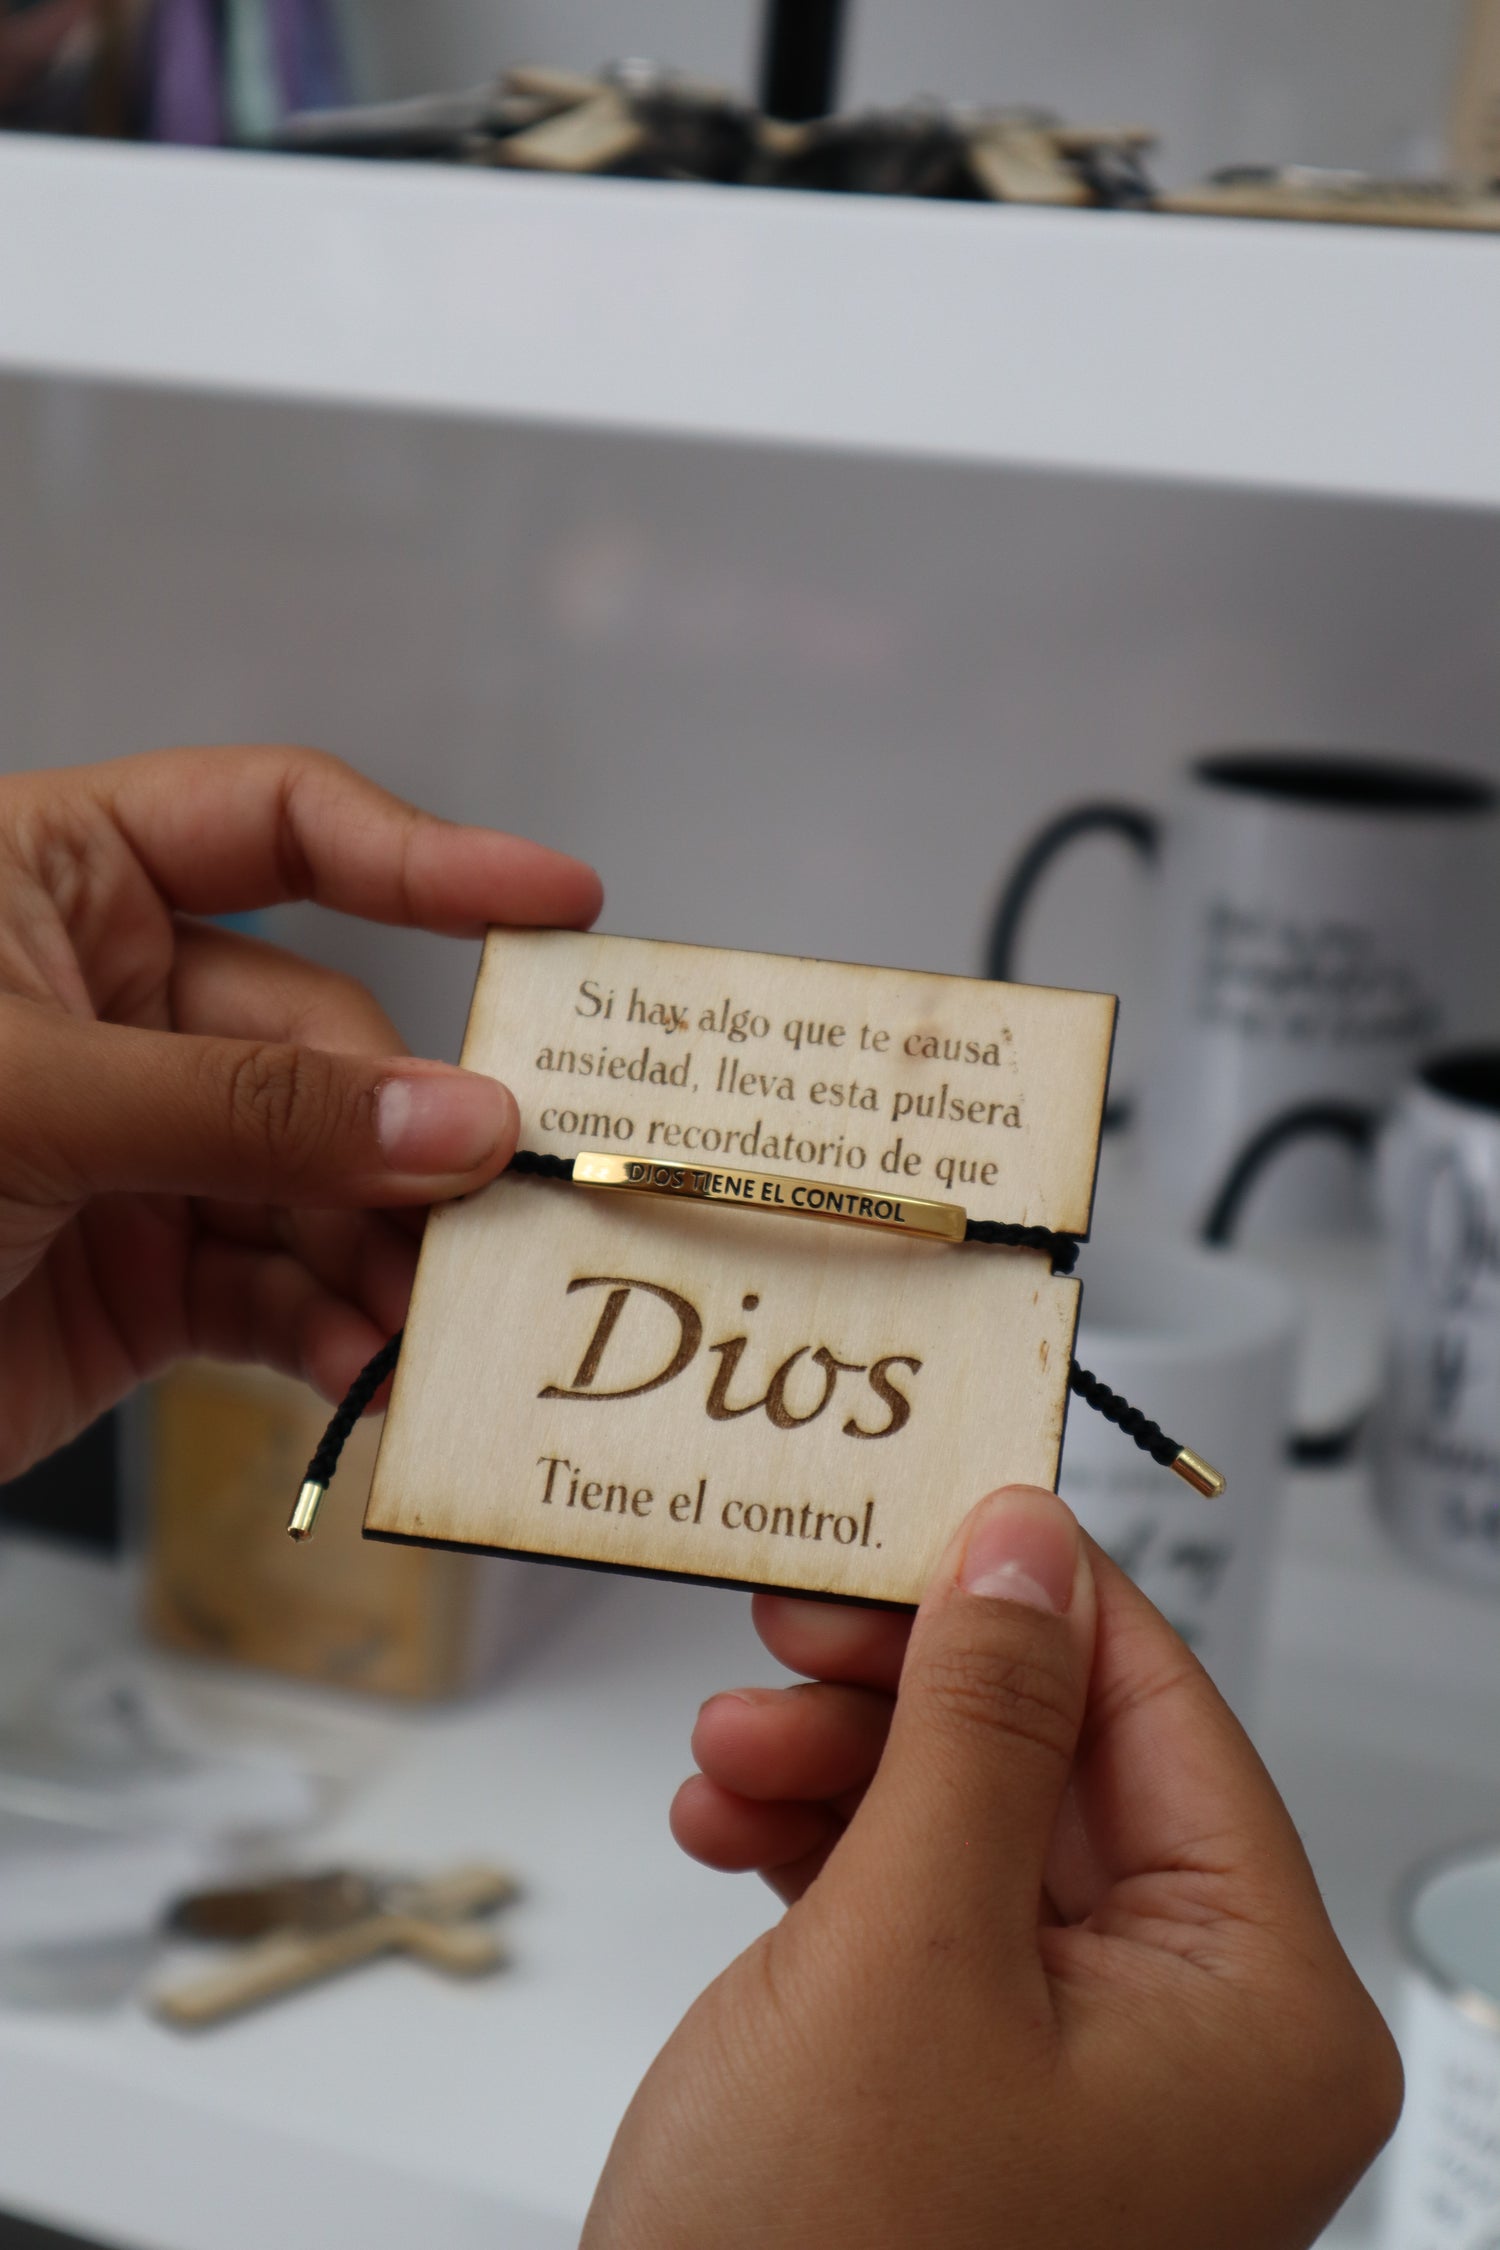 Si hay algo que te causa
ansiedad, lleva esta pulsera
como recordatorio de que
DIOS TIENE EL CONTROL
Dios
Tiene el control.